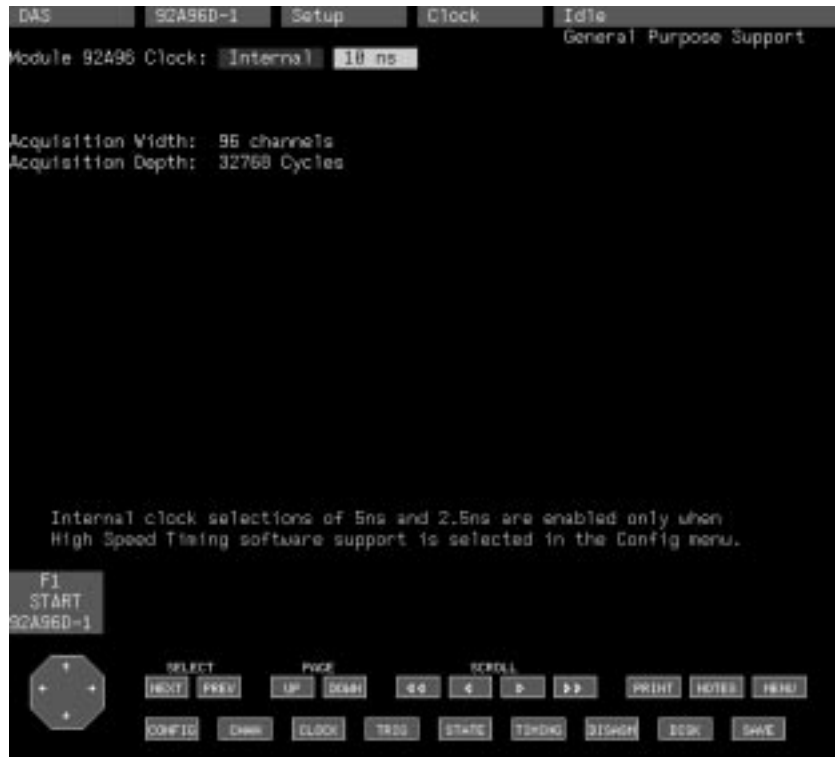 DAS 92A96D-1 Setup Clock Idle
General Purpose Support
Module 92A96 Clock: Internal 10 ns
Acquisition Width: 96 channels
Acquisition Depth: 32768 Cycles
Internal clock selections of 5ns and 2.5ns are enabled only when
High Speed Timing software support is selected in the Config menu.
F1
START
92A96D-1
SELECT PAGE SCROLL
NEXT PREV UP DOWN PRINT NOTES MENU
CONFIG CHAN CLOCK TRIG STATE TIMING DISASM DISK SAVE